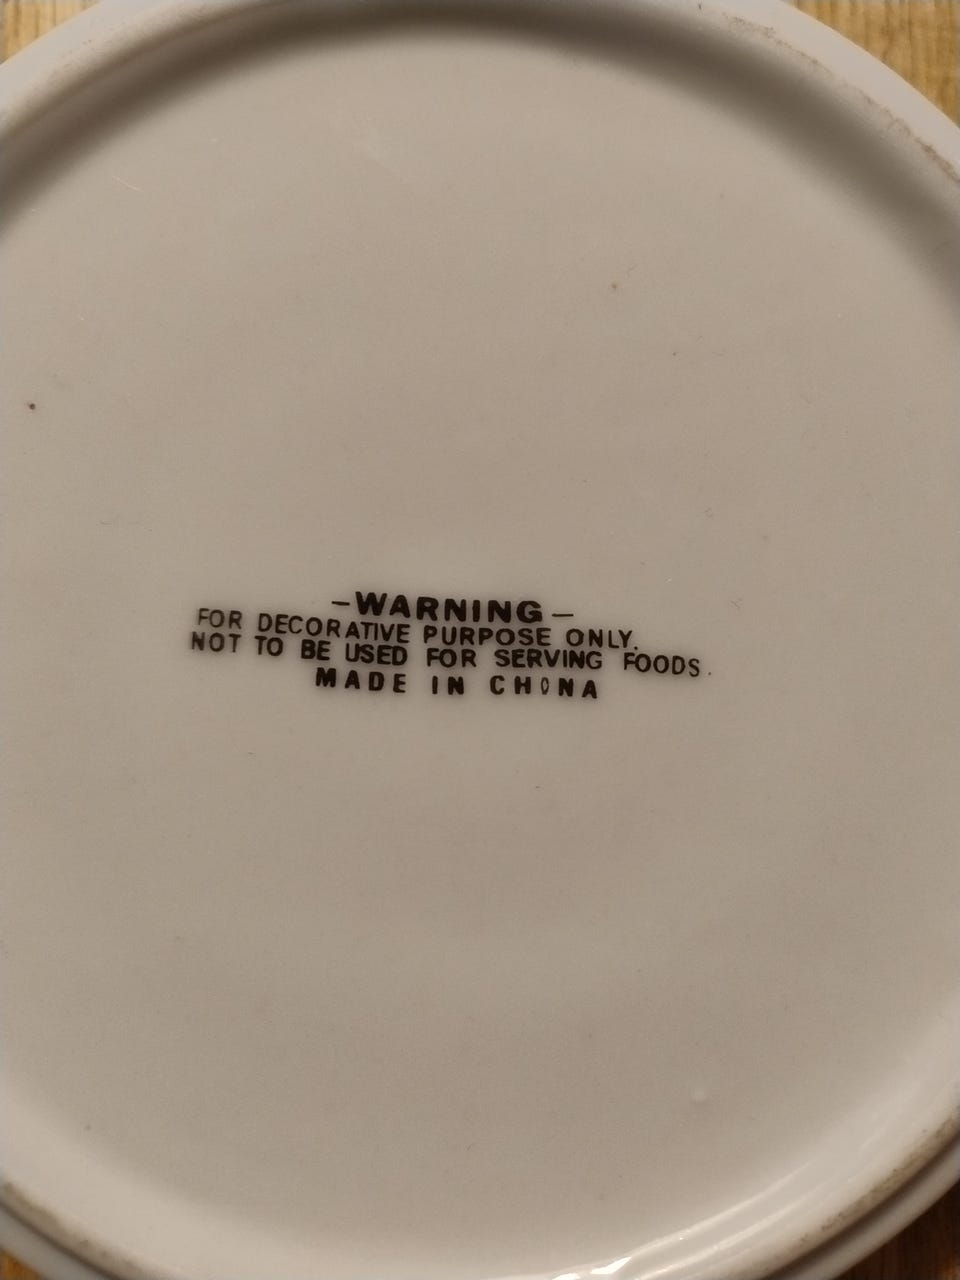 -WARNING-
FOR DECORATIVE PURPOSE ONLY.
NOT TO BE USED FOR SERVING FOODS.
MADE IN CHINA